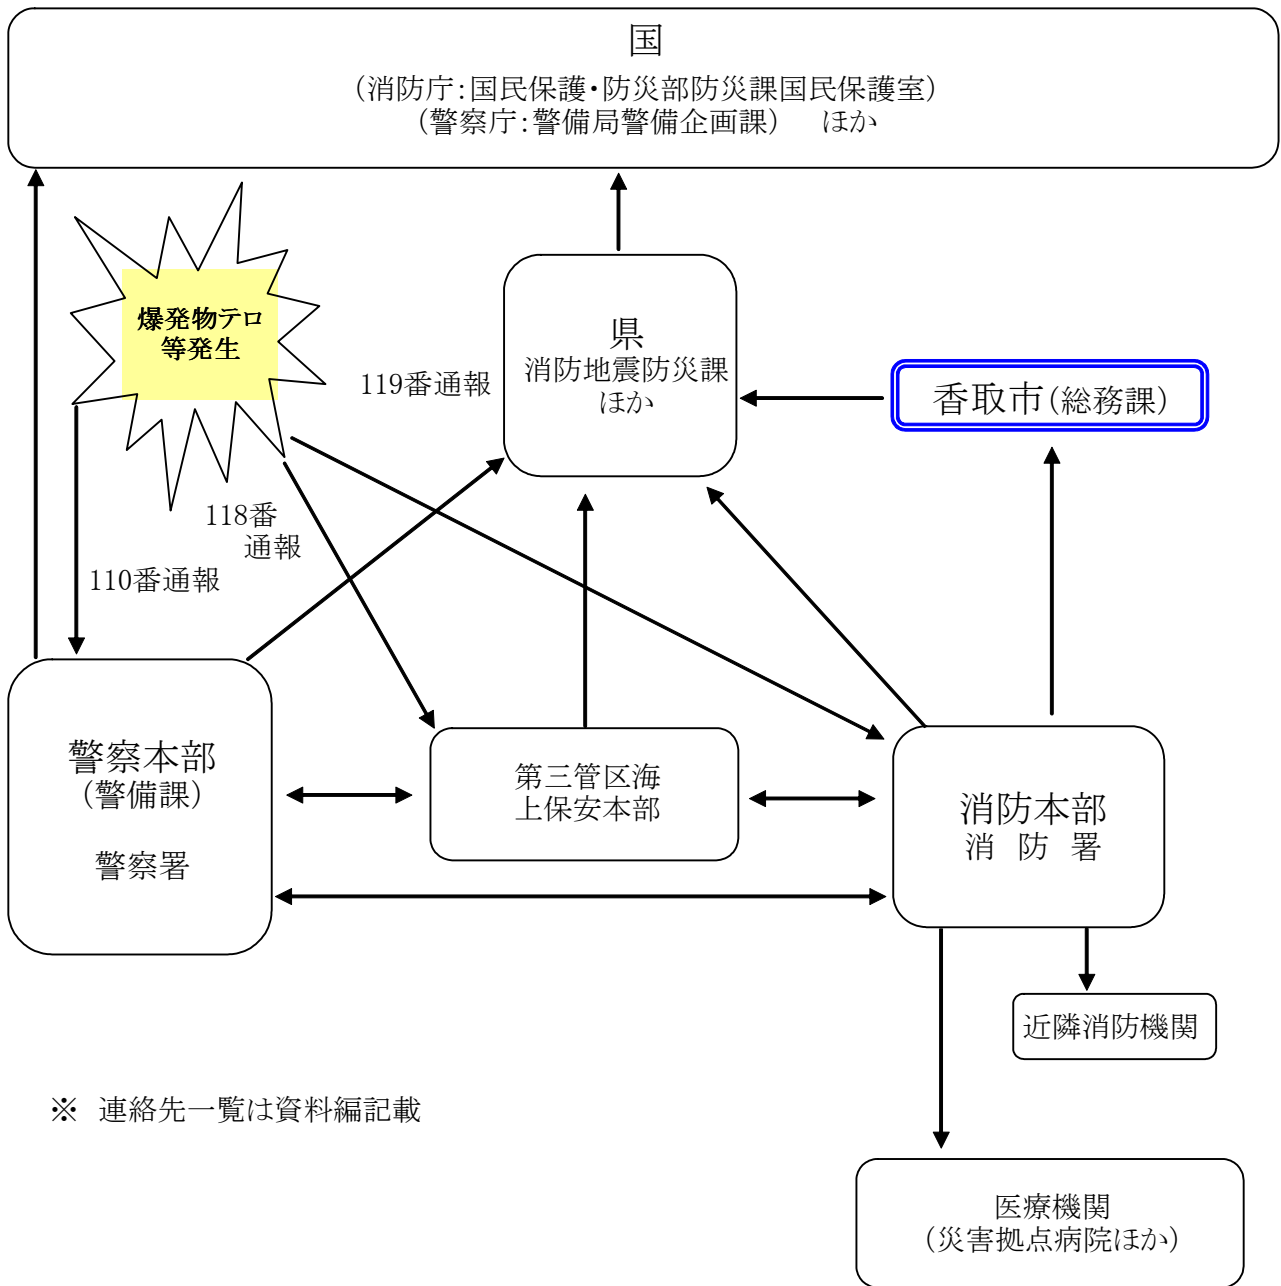 国
（消防庁：国民保護・防災部防災課国民保護室）
（警察庁：警備局警備企画課）　ほか
爆発物テロ
等発生
119番通報
県
消防地震防災課
ほか
香取市（総務課）
118番
通報
110番通報
警察本部
（警備課）
警察署
第三管区海
上保安本部
消防本部
消　防　署
近隣消防機関
※　連絡先一覧は資料編記載
医療機関
（災害拠点病院ほか）